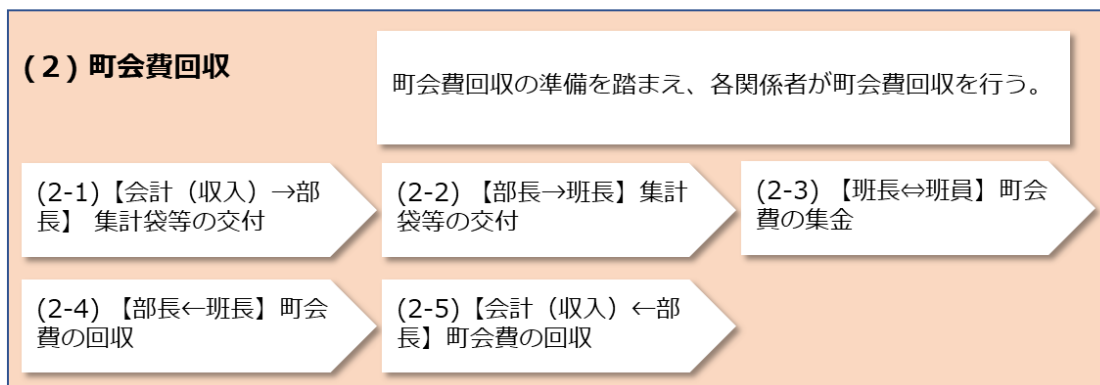 (２) 町会費回収
町会費回収の準備を踏まえ、各関係者が町会費回収を行う。
(2-1)【会計（収入）→部
長】 集計袋等の交付
(2-2) 【部長→班長】集計
袋等の交付
(2-3) 【班長⇔班員】町会
費の集金
(2-4) 【部長←班長】町会
費の回収
(2-5)【会計（収入）←部
長】町会費の回収